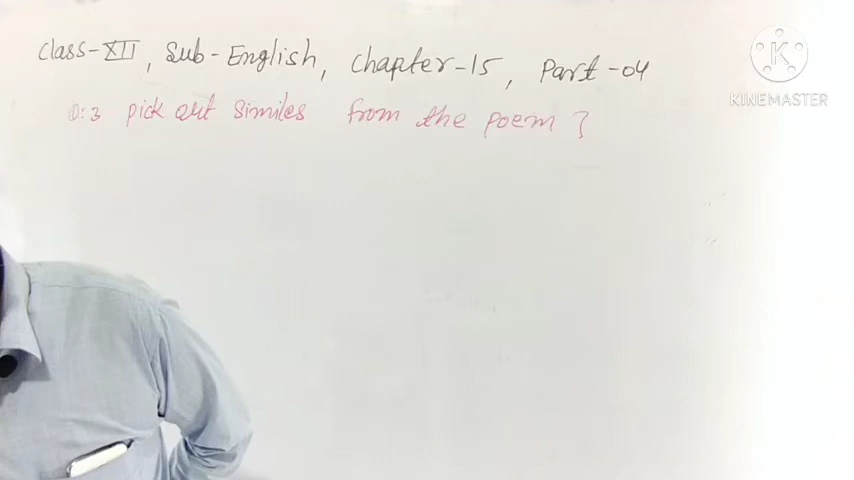 Class-XII, Sub-English, Chapter-15, Part-04
Q:3 pick out similes from the poem ?
K
KINEMASTER